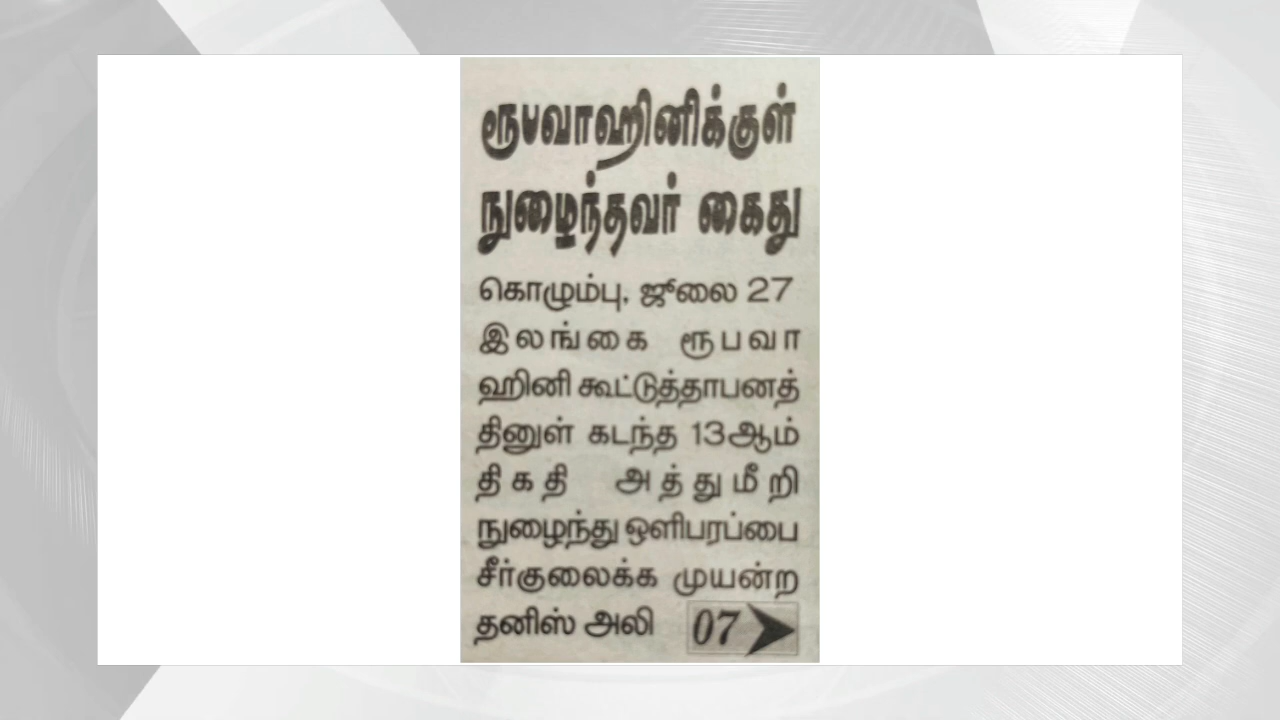 ரூபவாஹினிக்குள்
நுழைந்தவர் கைது
கொழும்பு, ஜூலை 27
இலங்கை ரூபவா
ஹினி கூட்டுத்தாபனத்
தினுள் கடந்த 13ஆம்
திகதி அத்துமீறி
நுழைந்து ஒளிபரப்பை
சீர்குலைக்க முயன்ற
தனிஸ் அலி 07